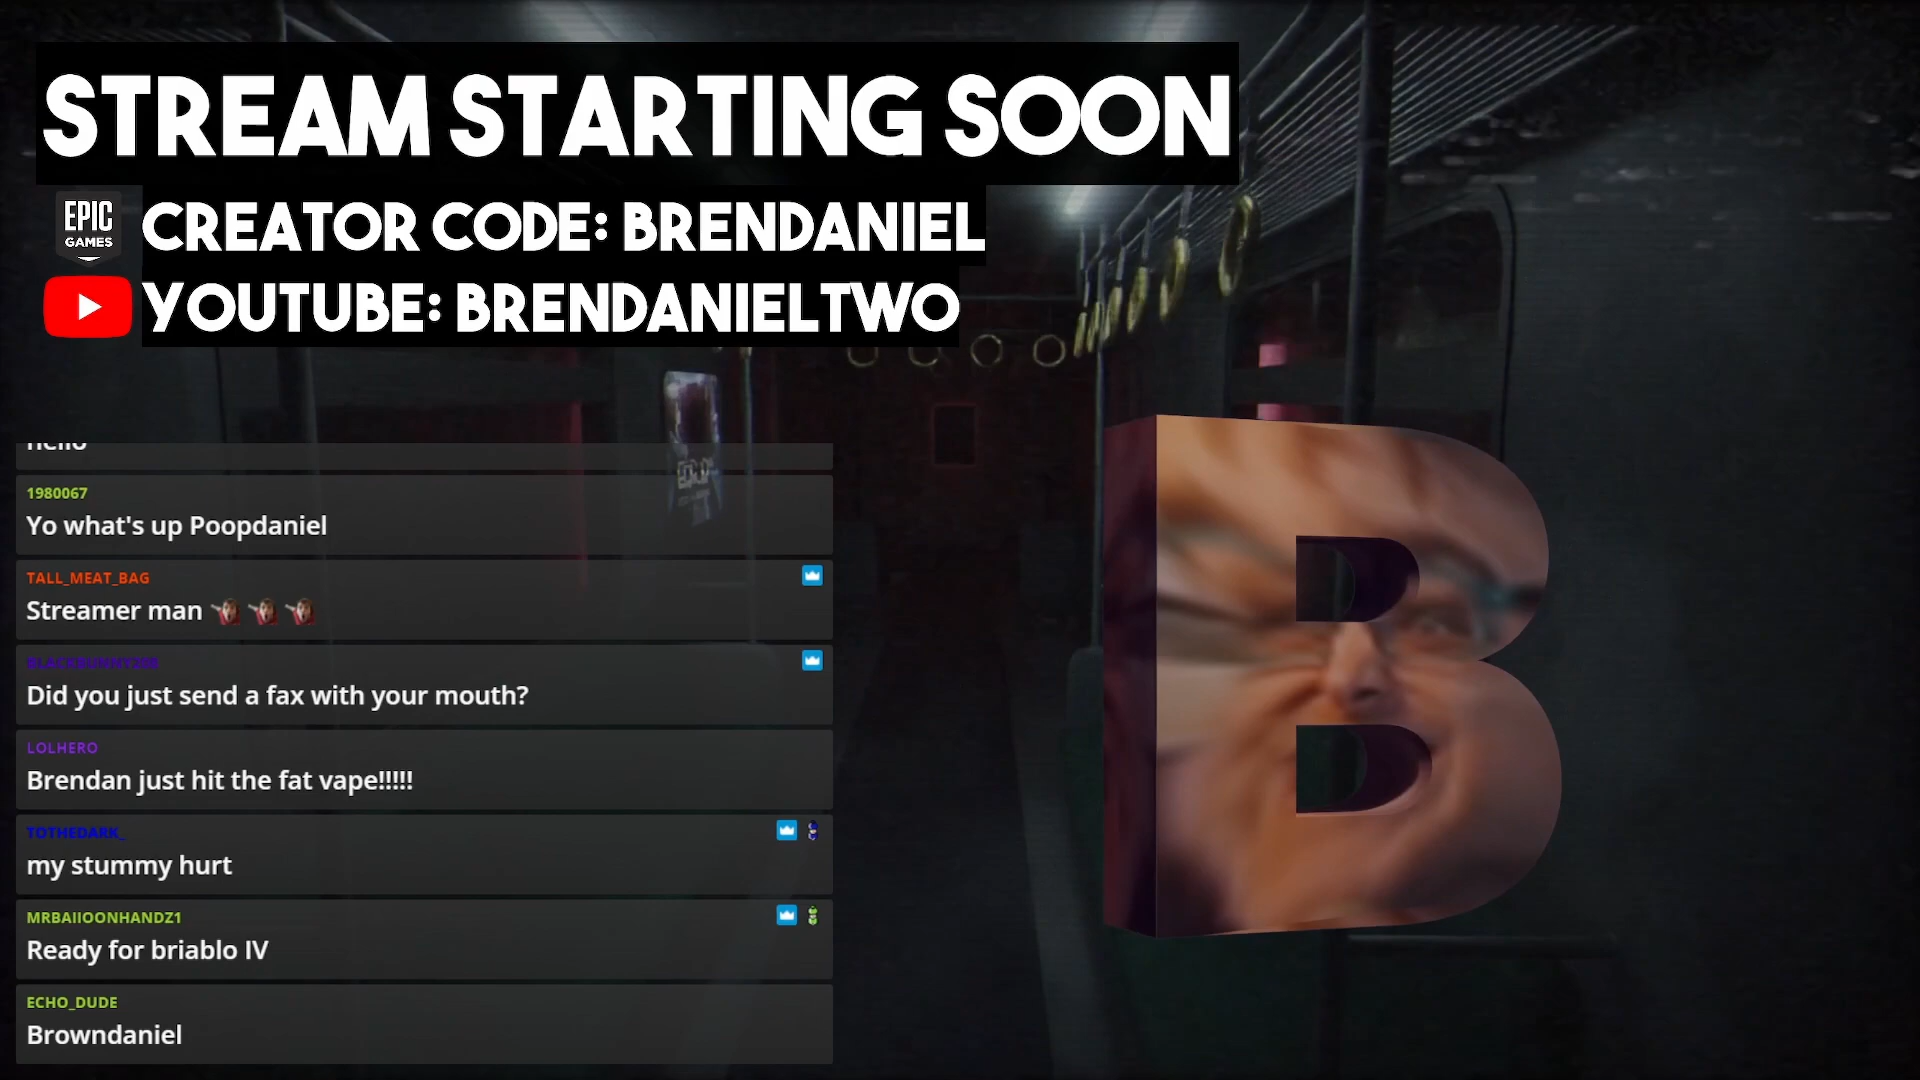 STREAM STARTING SOON
EPIC GAMES
CREATOR CODE: BRENDANIEL
YOUTUBE: BRENDANIELTWO
Hello
1980067
Yo what's up Poopdaniel
TALL_MEAT_BAG
Streamer man
Did you just send a fax with your mouth?
LOLHERO
Brendan just hit the fat vape!!!!!
TOTHEDARK_
my stummy hurt
MRBAIIOONHANDZ1
Ready for briablo IV
ECHO_DUDE
Browndaniel
B